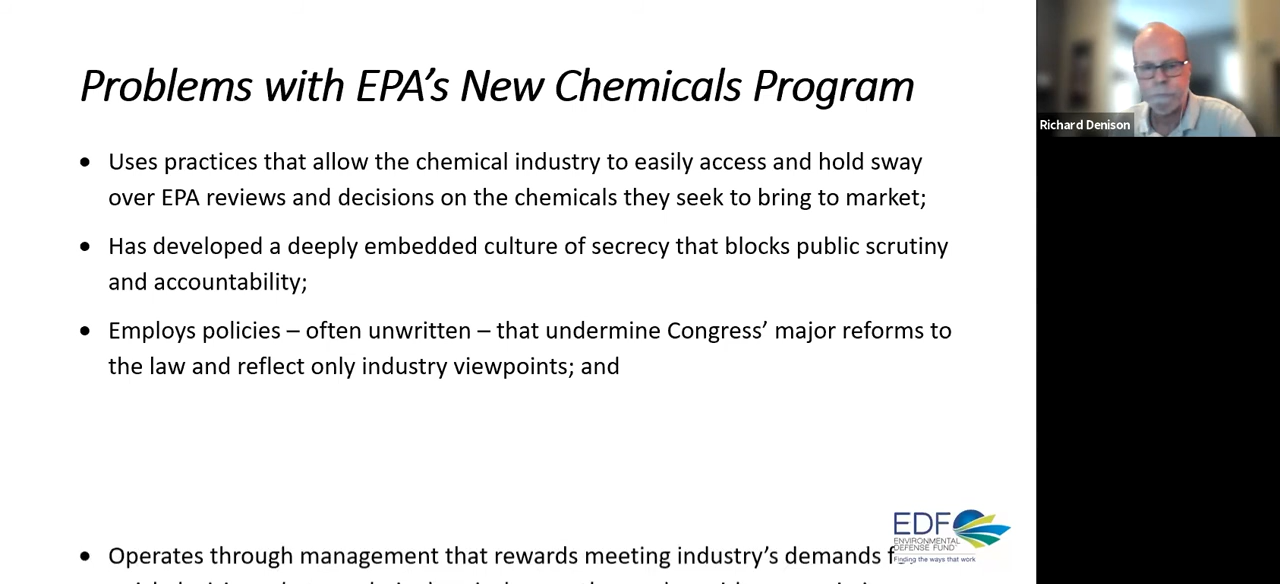 Problems with EPA's New Chemicals Program
Richard Denison
• Uses practices that allow the chemical industry to easily access and hold sway
over EPA reviews and decisions on the chemicals they seek to bring to market;
• Has developed a deeply embedded culture of secrecy that blocks public scrutiny
and accountability;
• Employs policies – often unwritten – that undermine Congress' major reforms to
the law and reflect only industry viewpoints; and
EDF
ENVIRONMENTAL
DEFENSE FUND
Finding the ways that work
• Operates through management that rewards meeting industry's demands